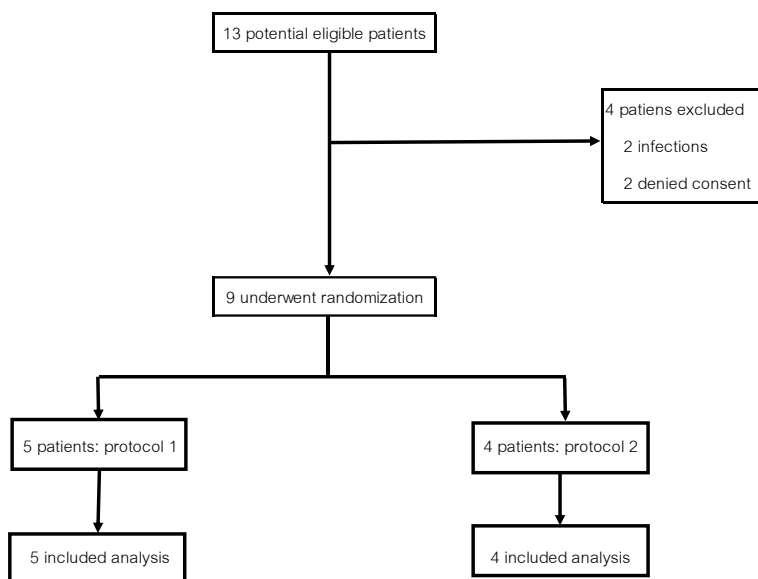 13 potential eligible patients
4 patiens excluded
2 infections
2 denied consent
9 underwent randomization
5 patients: protocol 1
4 patients: protocol 2
5 included analysis
4 included analysis